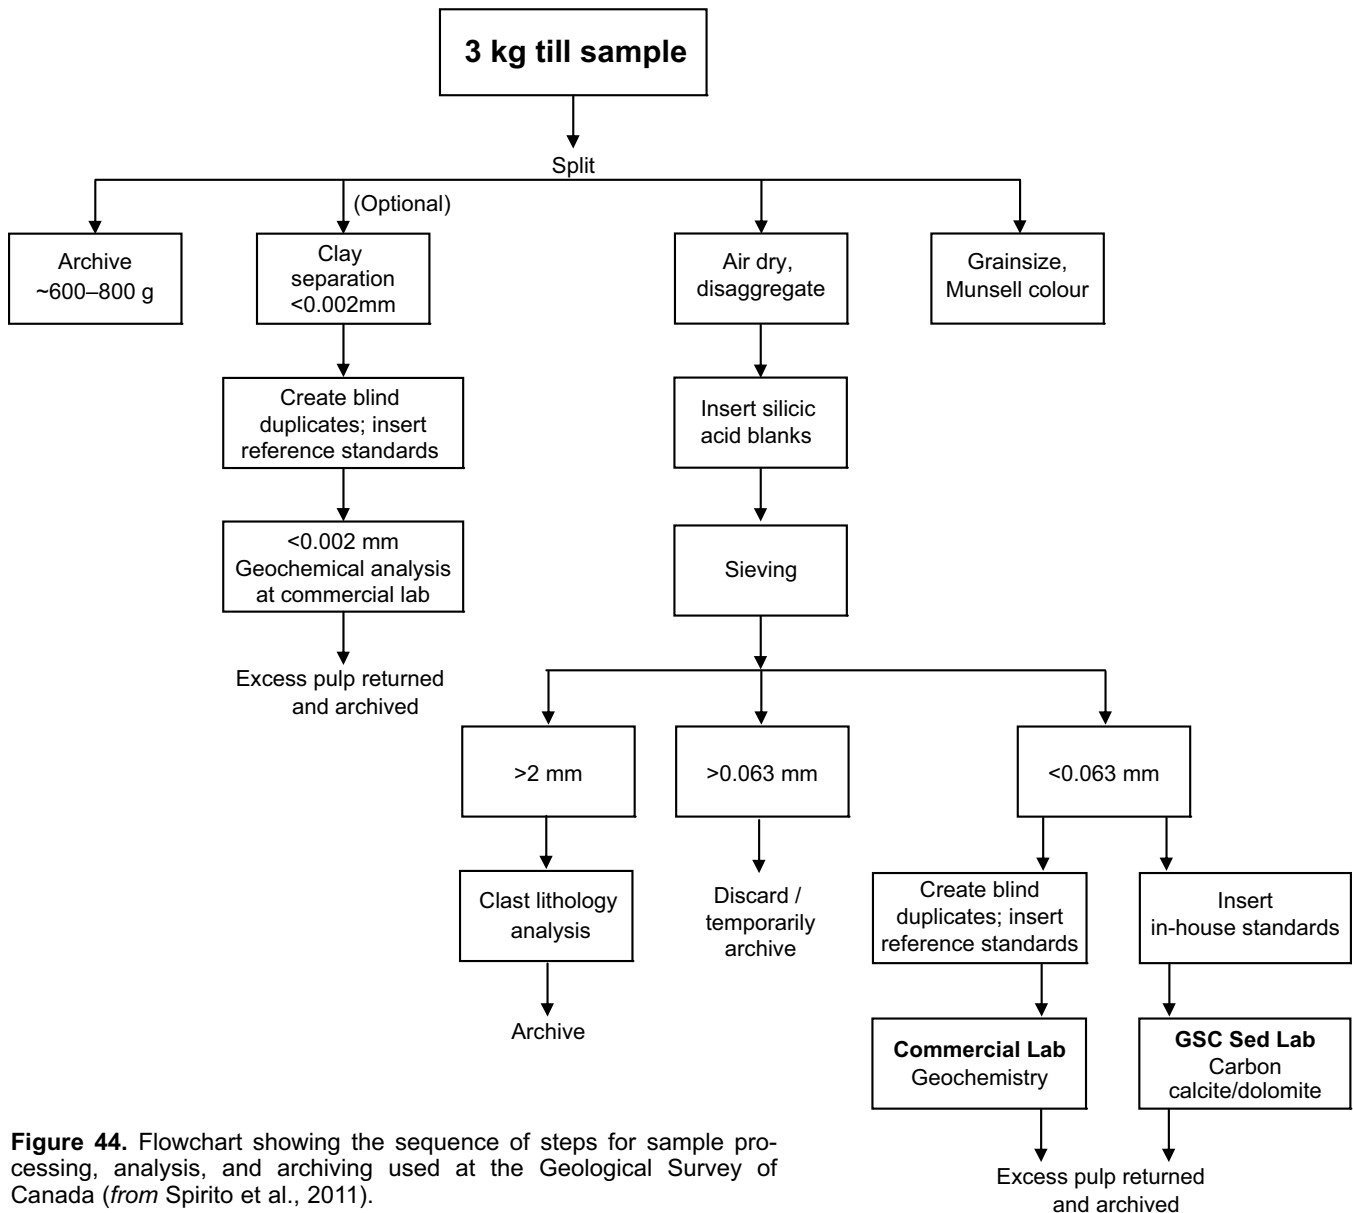 3 kg till sample
Split
(Optional)
Archive
~600–800 g
Clay
separation
<0.002mm
Air dry,
disaggregate
Grainsize,
Munsell colour
Create blind
duplicates; insert
reference standards
Insert silicic
acid blanks
<0.002 mm
Geochemical analysis
at commercial lab
Sieving
Excess pulp returned
and archived
>2 mm
>0.063 mm
<0.063 mm
Clast lithology
analysis
Discard /
temporarily
archive
Create blind
duplicates; insert
reference standards
Insert
in-house standards
Archive
Commercial Lab
Geochemistry
GSC Sed Lab
Carbon
calcite/dolomite
Excess pulp returned
and archived
Figure 44. Flowchart showing the sequence of steps for sample pro-
cessing, analysis, and archiving used at the Geological Survey of
Canada (from Spirito et al., 2011).